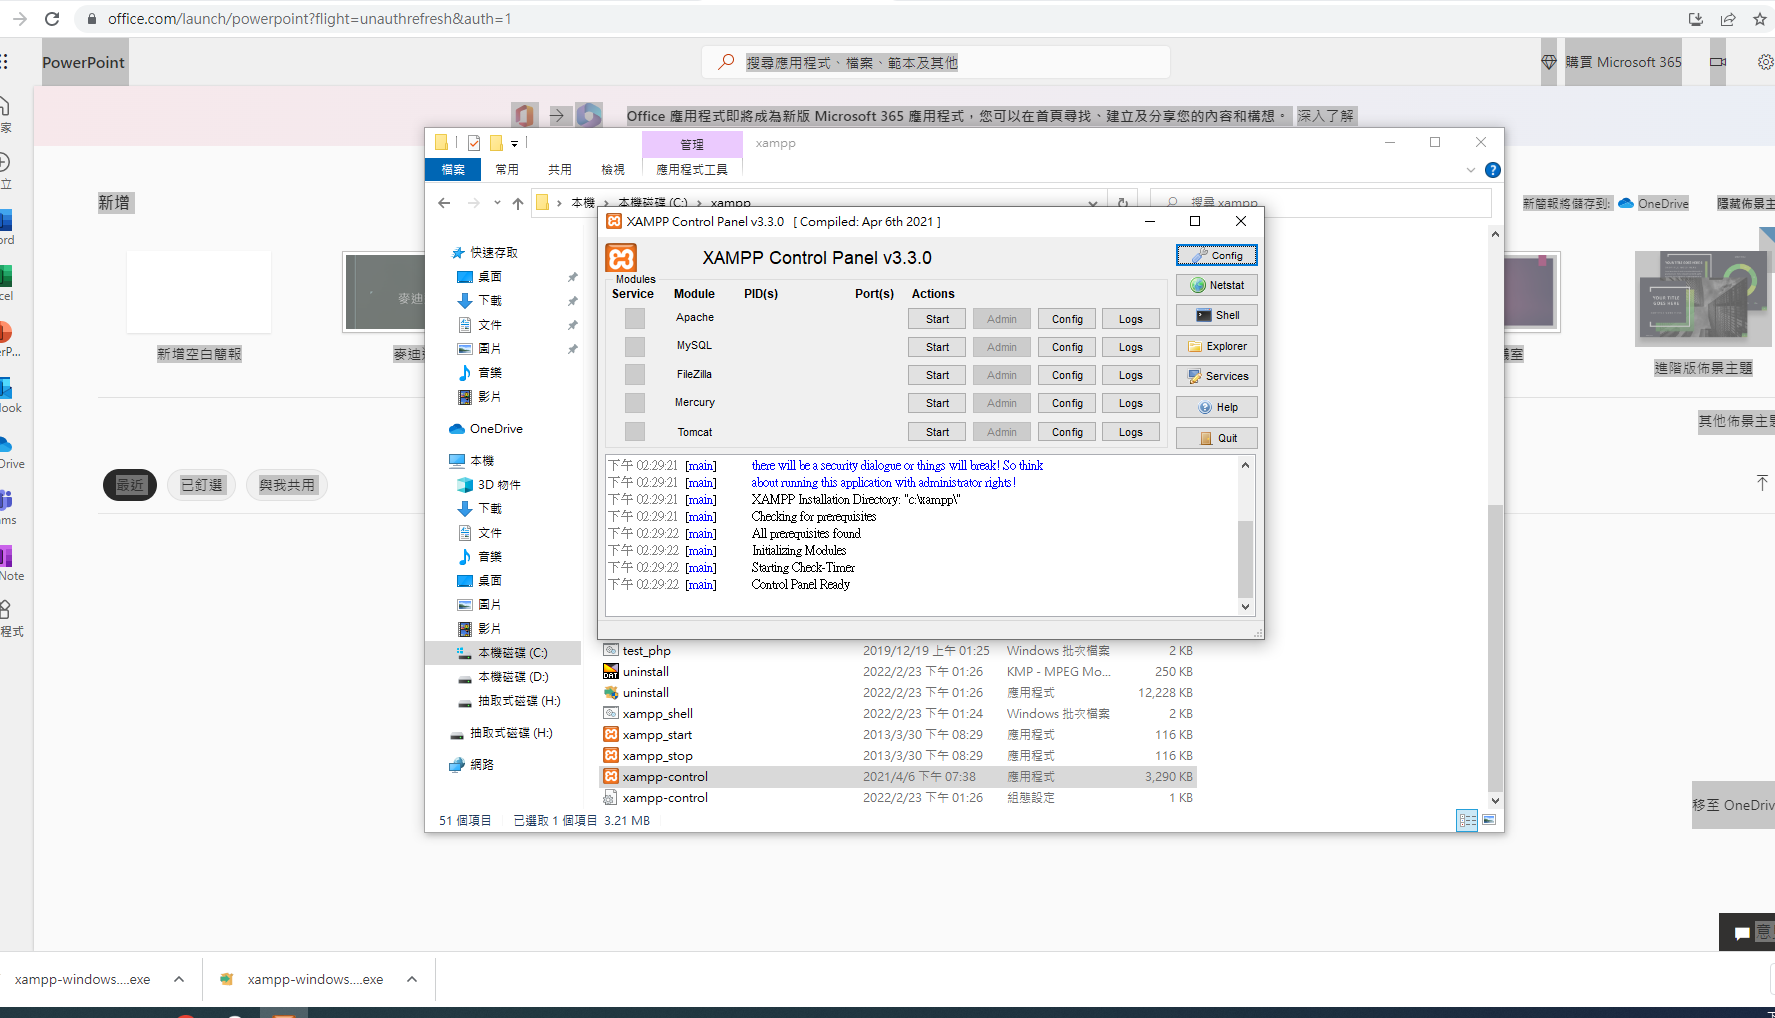 office.com/launch/powerpoint?flight=unauthrefresh&auth=1
PowerPoint
搜尋應用程式、檔案、範本及其他
購買 Microsoft 365
Office 應用程式即將成為新版 Microsoft 365 應用程式，您可以在首頁尋找、建立及分享您的內容和構想。 深入了解
家
立
ord
cel
erP...
look
Drive
ms
Note
程式
新增
新簡報將儲存到: OneDrive
隱藏佈景主
新增空白簡報
麥迪
麥迪
議室
YOUR TITLE GOES HERE
進階版佈景主題
其他佈景主題
最近
已釘選
與我共用
移至 OneDriv
意
管理
xampp
檔案
常用
共用
檢視
應用程式工具
本機 › 本機磁碟 (C:) › xampp
搜尋 xampp
快速存取
桌面
下載
文件
圖片
音樂
影片
OneDrive
本機
3D 物件
下載
文件
音樂
桌面
圖片
影片
本機磁碟 (C:)
本機磁碟 (D:)
抽取式磁碟 (H:)
抽取式磁碟 (H:)
網路
XAMPP Control Panel v3.3.0 [ Compiled: Apr 6th 2021 ]
XAMPP Control Panel v3.3.0
Config
Netstat
Shell
Explorer
Services
Help
Quit
Modules
Service Module PID(s) Port(s) Actions
Apache Start Admin Config Logs
MySQL Start Admin Config Logs
FileZilla Start Admin Config Logs
Mercury Start Admin Config Logs
Tomcat Start Admin Config Logs
下午 02:29:21 [main] there will be a security dialogue or things will break! So think
下午 02:29:21 [main] about running this application with administrator rights!
下午 02:29:21 [main] XAMPP Installation Directory: "c:\xampp\"
下午 02:29:21 [main] Checking for prerequisites
下午 02:29:22 [main] All prerequisites found
下午 02:29:22 [main] Initializing Modules
下午 02:29:22 [main] Starting Check-Timer
下午 02:29:22 [main] Control Panel Ready
test_php 2019/12/19 上午 01:25 Windows 批次檔案 2 KB
DAT uninstall 2022/2/23 下午 01:26 KMP - MPEG Mo... 250 KB
uninstall 2022/2/23 下午 01:26 應用程式 12,228 KB
xampp_shell 2022/2/23 下午 01:24 Windows 批次檔案 2 KB
xampp_start 2013/3/30 下午 08:29 應用程式 116 KB
xampp_stop 2013/3/30 下午 08:29 應用程式 116 KB
xampp-control 2021/4/6 下午 07:38 應用程式 3,290 KB
xampp-control 2022/2/23 下午 01:26 組態設定 1 KB
51 個項目 已選取 1 個項目 3.21 MB
xampp-windows....exe
xampp-windows....exe